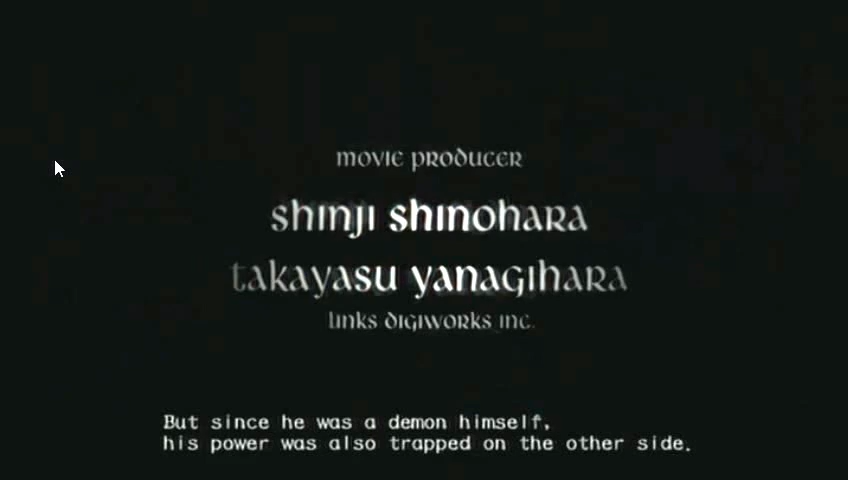 movie producer
shinji shinohara
takayasu yanagihara
links digiworks inc.
But since he was a demon himself,
his power was also trapped on the other side.